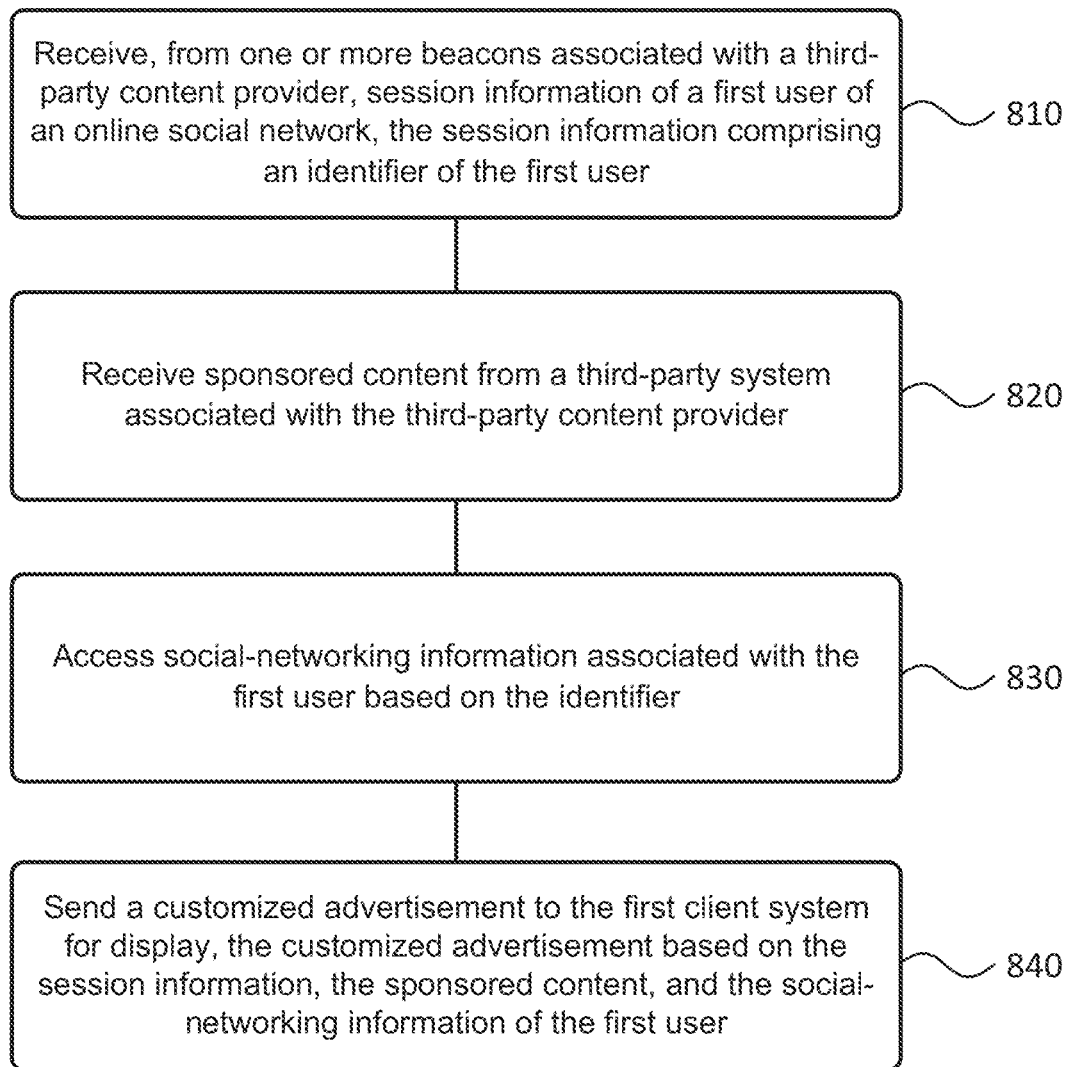 Receive, from one or more beacons associated with a third-
party content provider, session information of a first user of
an online social network, the session information comprising
an identifier of the first user
810
Receive sponsored content from a third-party system
associated with the third-party content provider
820
Access social-networking information associated with the
first user based on the identifier
830
Send a customized advertisement to the first client system
for display, the customized advertisement based on the
session information, the sponsored content, and the social-
networking information of the first user
840